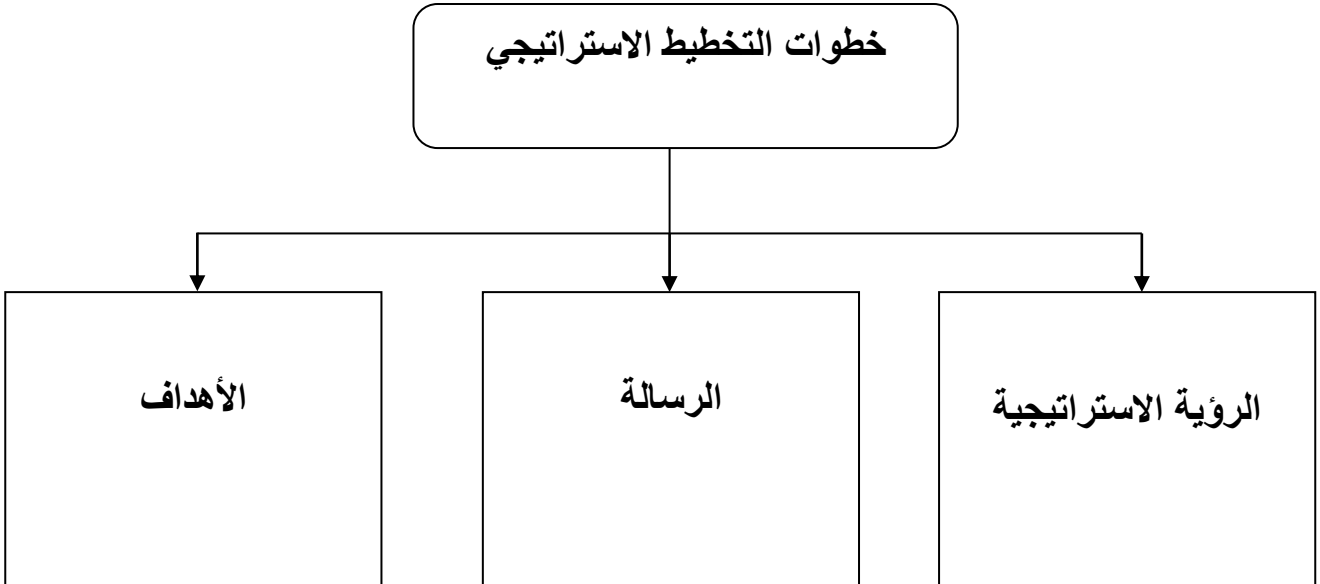 خطوات التخطيط الاستراتيجي
الرؤية الاستراتيجية
الرسالة
الأهداف